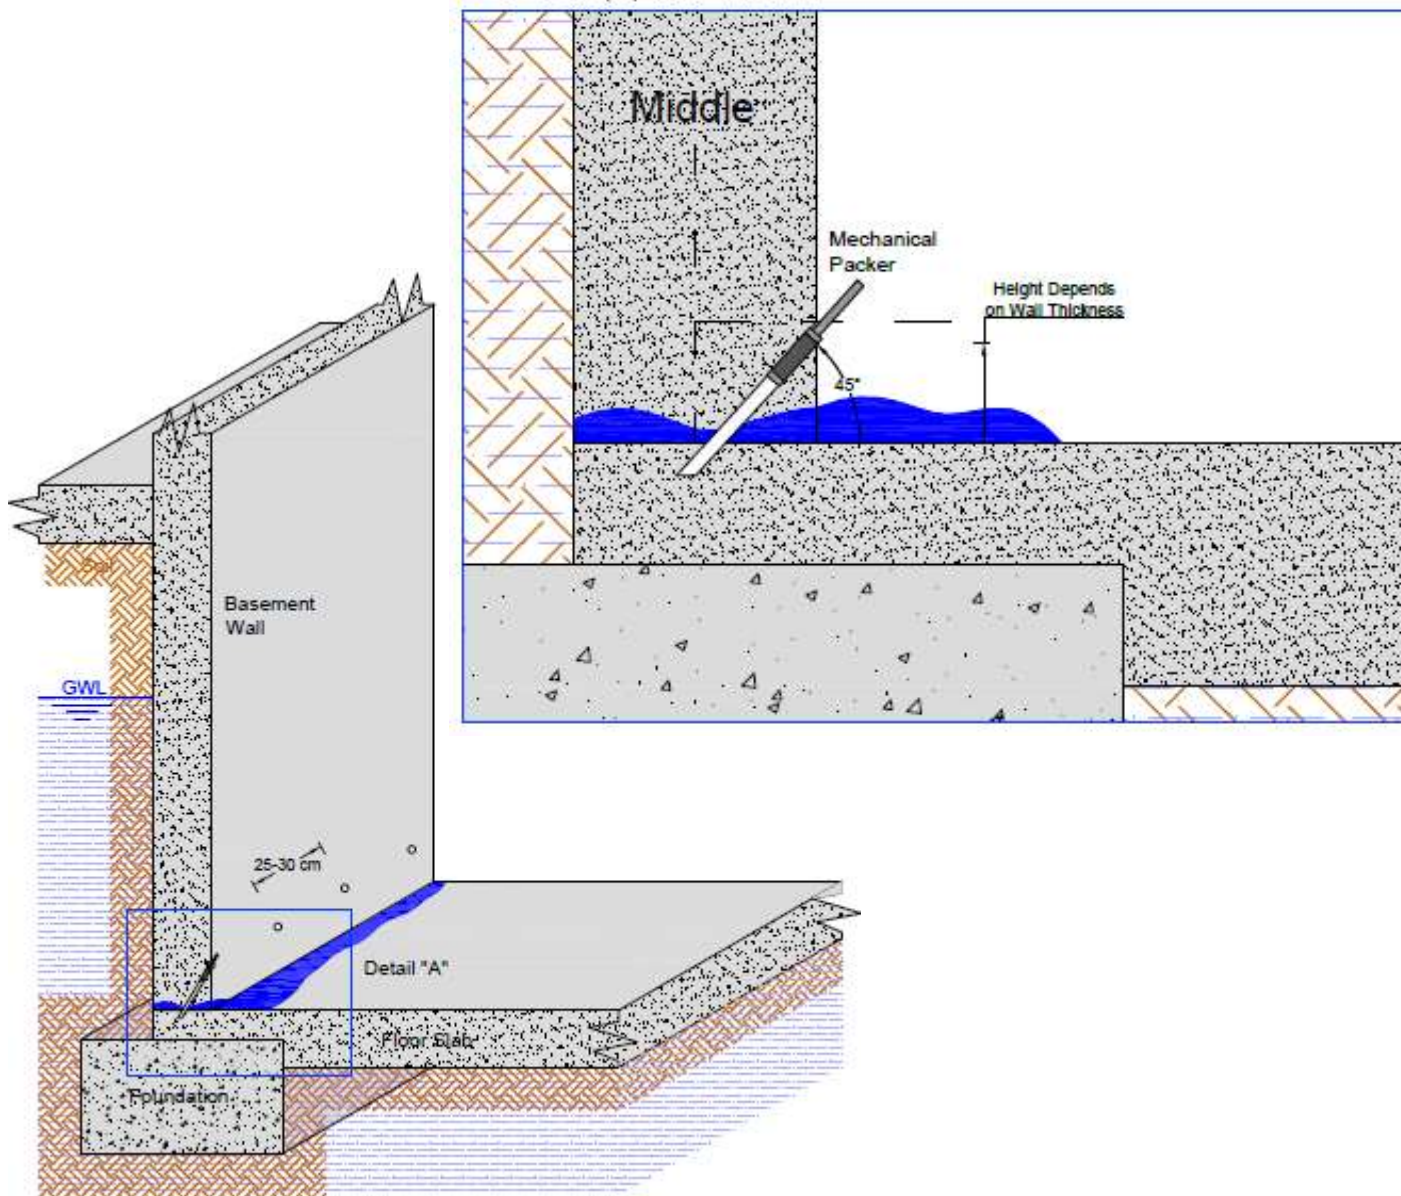 Middle
Mechanical
Packer
Height Depends
on Wall Thickness
45°
Soil
Basement
Wall
GWL
25-30 cm
Detail "A"
Floor Slab
Foundation